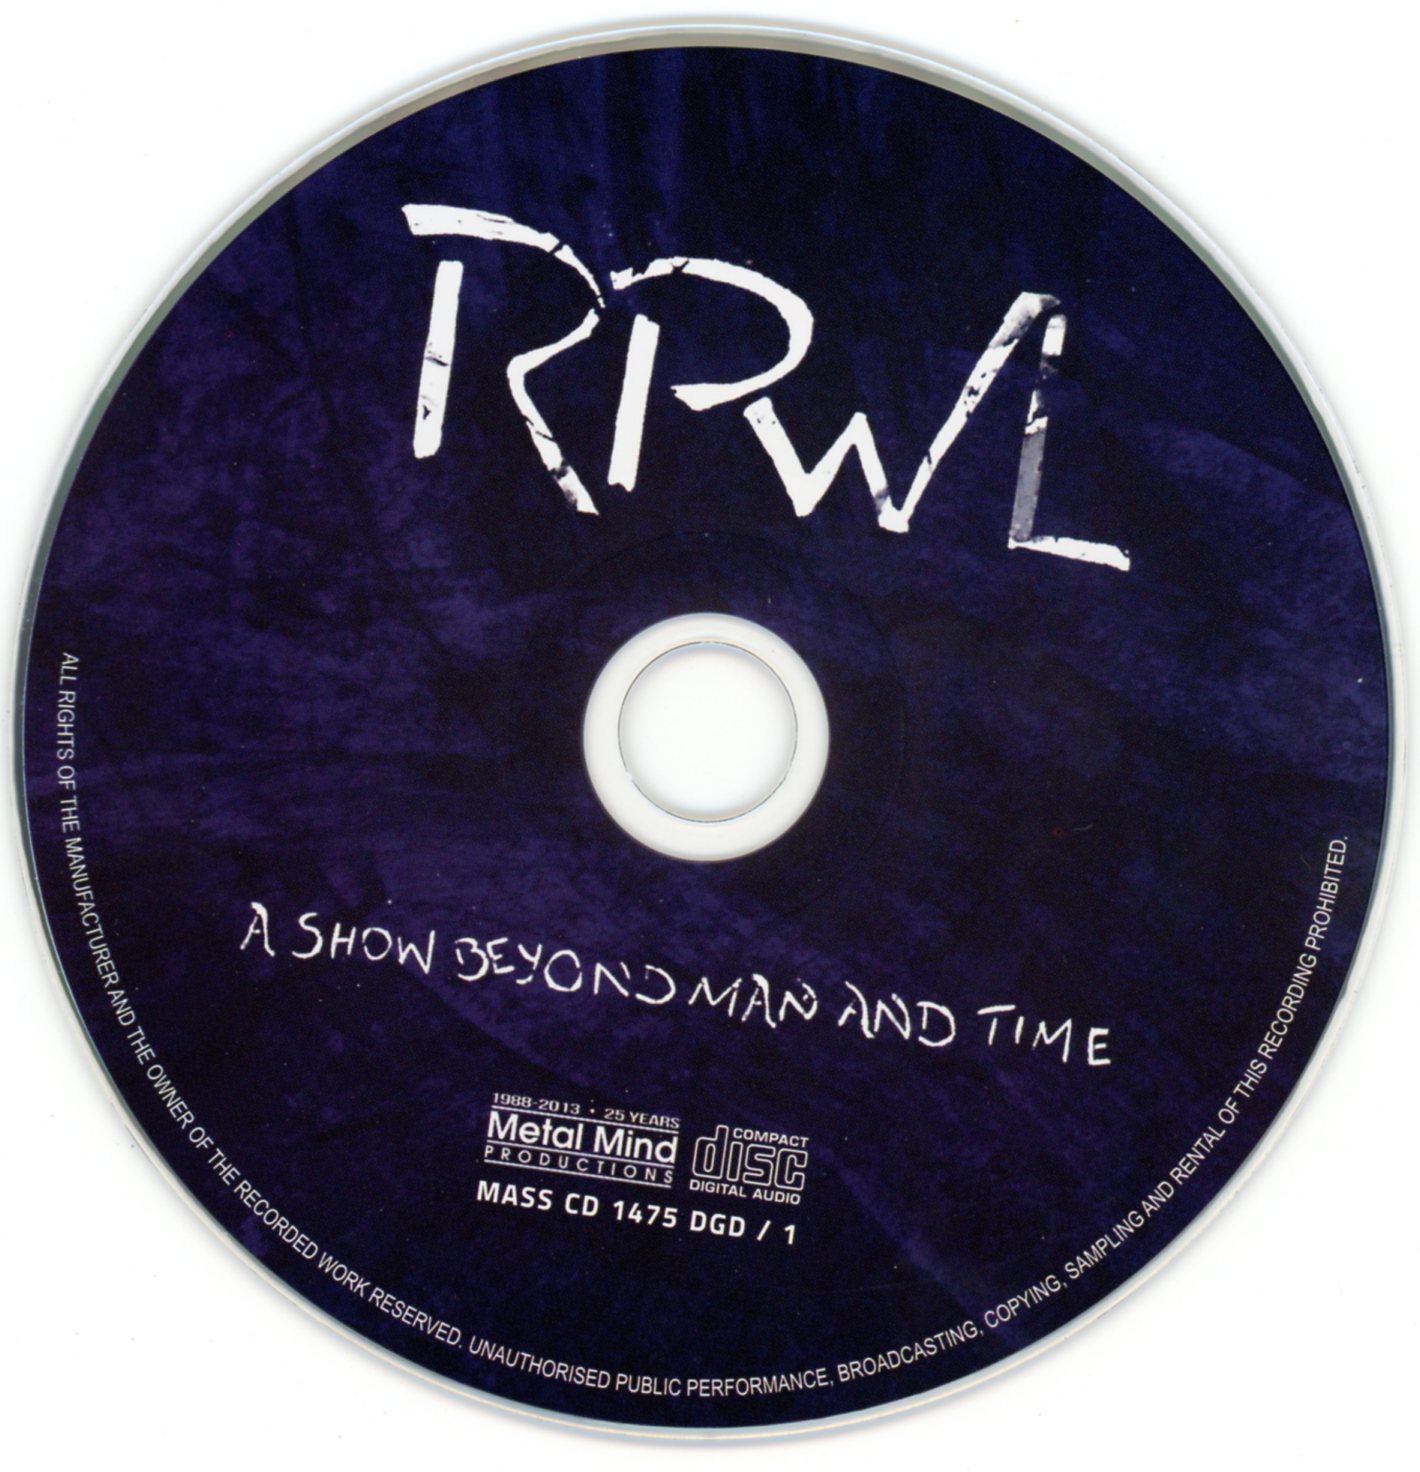 RPWL
A SHOW BEYOND MAN AND TIME
1988-2013 • 25 YEARS
Metal Mind
PRODUCTIONS
COMPACT
disc
DIGITAL AUDIO
MASS CD 1475 DGD / 1
ALL RIGHTS OF THE MANUFACTURER AND THE OWNER OF THE RECORDED WORK RESERVED. UNAUTHORISED PUBLIC PERFORMANCE, BROADCASTING, COPYING, SAMPLING AND RENTAL OF THIS RECORDING PROHIBITED.